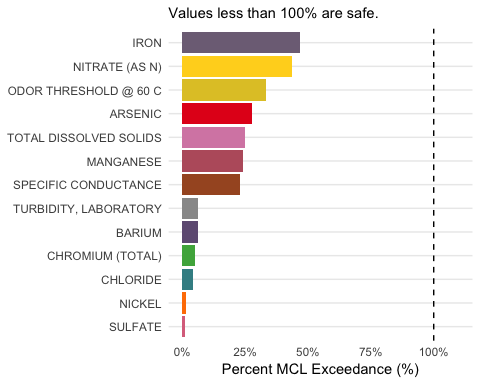 Values less than 100% are safe.
IRON
NITRATE (AS N)
ODOR THRESHOLD @ 60 C
ARSENIC
TOTAL DISSOLVED SOLIDS
MANGANESE
SPECIFIC CONDUCTANCE
TURBIDITY, LABORATORY
BARIUM
CHROMIUM (TOTAL)
CHLORIDE
NICKEL
SULFATE
0% 25% 50% 75% 100%
Percent MCL Exceedance (%)